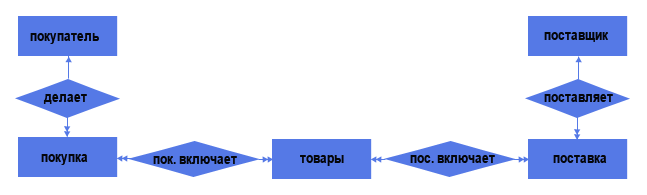 покупатель
поставщик
делает
поставляет
покупка
пок. включает
товары
пос. включает
поставка